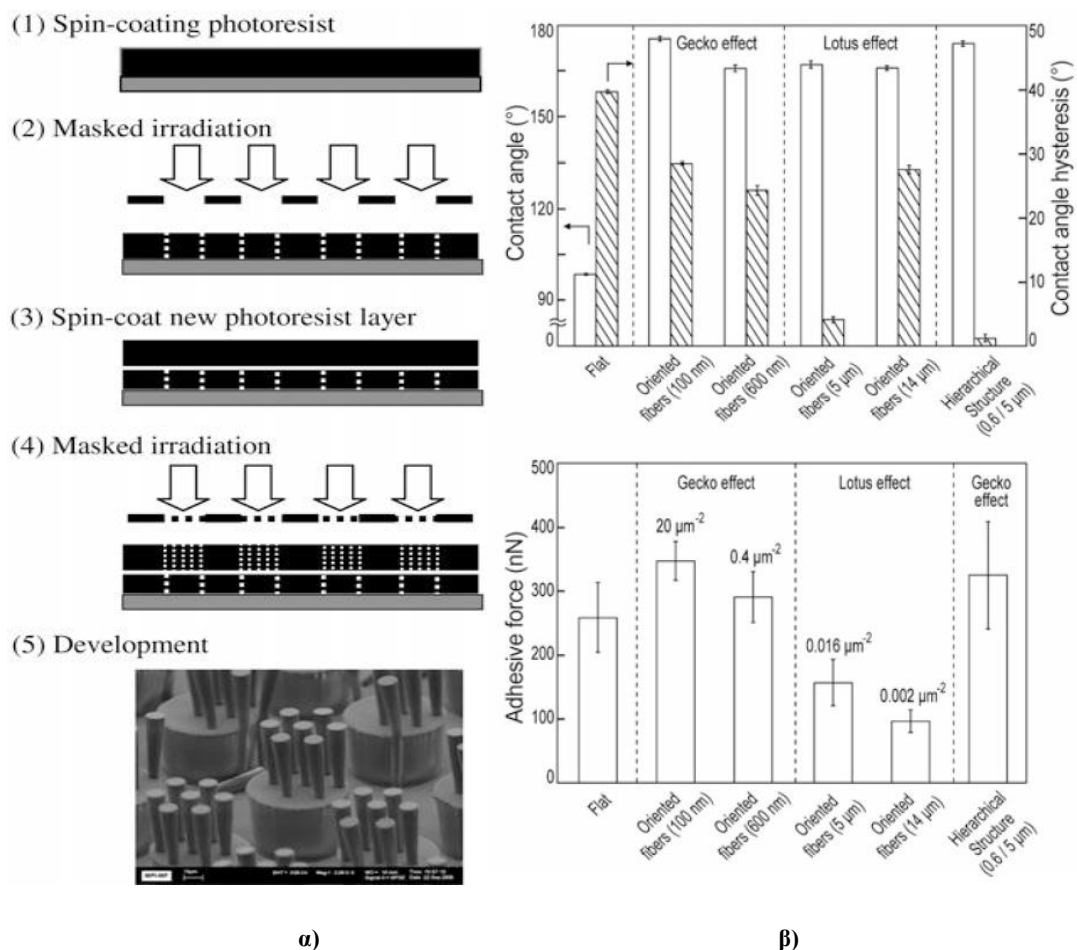 (1) Spin-coating photoresist
(2) Masked irradiation
(3) Spin-coat new photoresist layer
(4) Masked irradiation
(5) Development
α)
180
150
120
90
0
Contact angle (°)
Gecko effect
Lotus effect
50
40
30
20
10
0
Contact angle hysteresis (°)
Flat
Oriented
fibers (100 nm)
Oriented
fibers (600 nm)
Oriented
fibers (5 µm)
Oriented
fibers (14 µm)
Hierarchical
Structure
(0.6 / 5 µm)
500
400
300
200
100
0
Adhesive force (nN)
Gecko effect
Lotus effect
Gecko
effect
20 µm⁻²
0.4 µm⁻²
0.016 µm⁻²
0.002 µm⁻²
Flat
Oriented
fibers (100 nm)
Oriented
fibers (600 nm)
Oriented
fibers (5 µm)
Oriented
fibers (14 µm)
Hierarchical
Structure
(0.6 / 5 µm)
β)